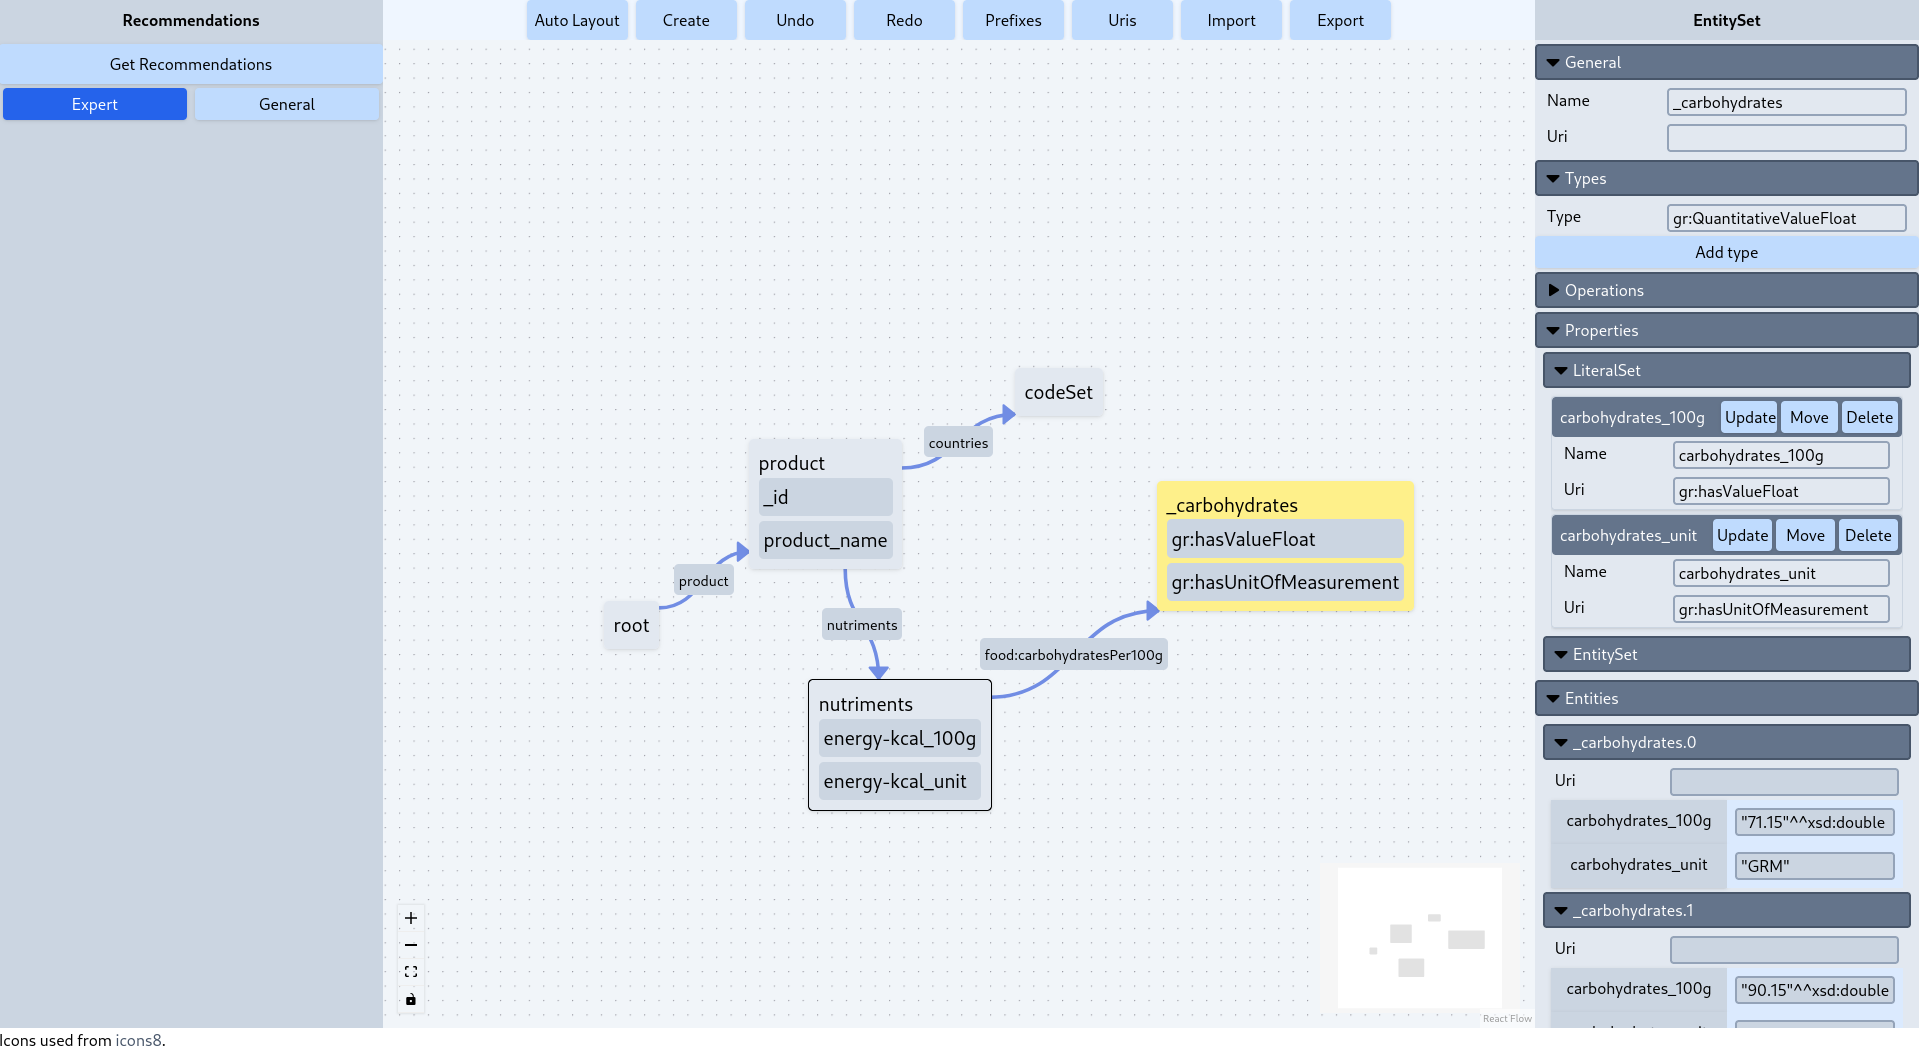 Recommendations
Get Recommendations
Expert
General
Auto Layout
Create
Undo
Redo
Prefixes
Uris
Import
Export
codeSet
countries
product
_id
product_name
product
root
nutriments
_carbohydrates
gr:hasValueFloat
gr:hasUnitOfMeasurement
food:carbohydratesPer100g
nutriments
energy-kcal_100g
energy-kcal_unit
React Flow
EntitySet
General
Name _carbohydrates
Uri
Types
Type gr:QuantitativeValueFloat
Add type
Operations
Properties
LiteralSet
carbohydrates_100g Update Move Delete
Name carbohydrates_100g
Uri gr:hasValueFloat
carbohydrates_unit Update Move Delete
Name carbohydrates_unit
Uri gr:hasUnitOfMeasurement
EntitySet
Entities
_carbohydrates.0
Uri
carbohydrates_100g "71.15"^^xsd:double
carbohydrates_unit "GRM"
_carbohydrates.1
Uri
carbohydrates_100g "90.15"^^xsd:double
Icons used from icons8.